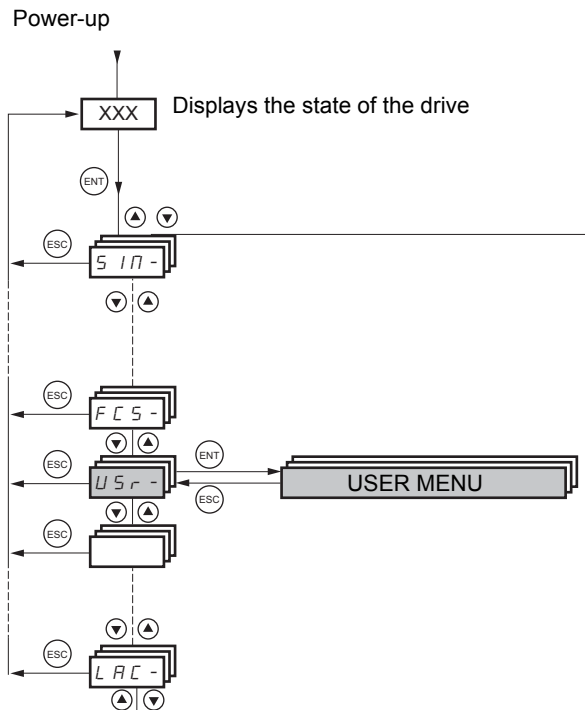 Power-up
XXX Displays the state of the drive
ENT
ESC
SIM-
ESC
FCS-
ENT
ESC
USr-
USER MENU
ESC
ESC
ESC
LAC-